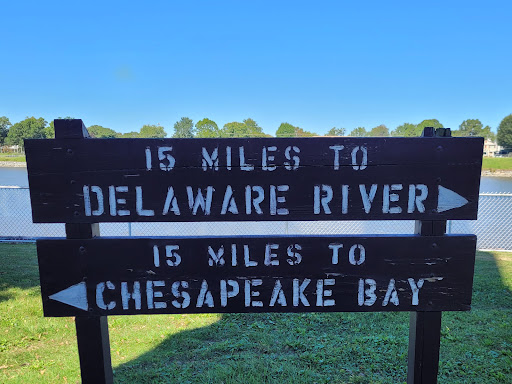 15 MILES TO
DELAWARE RIVER
15 MILES TO
CHESAPEAKE BAY